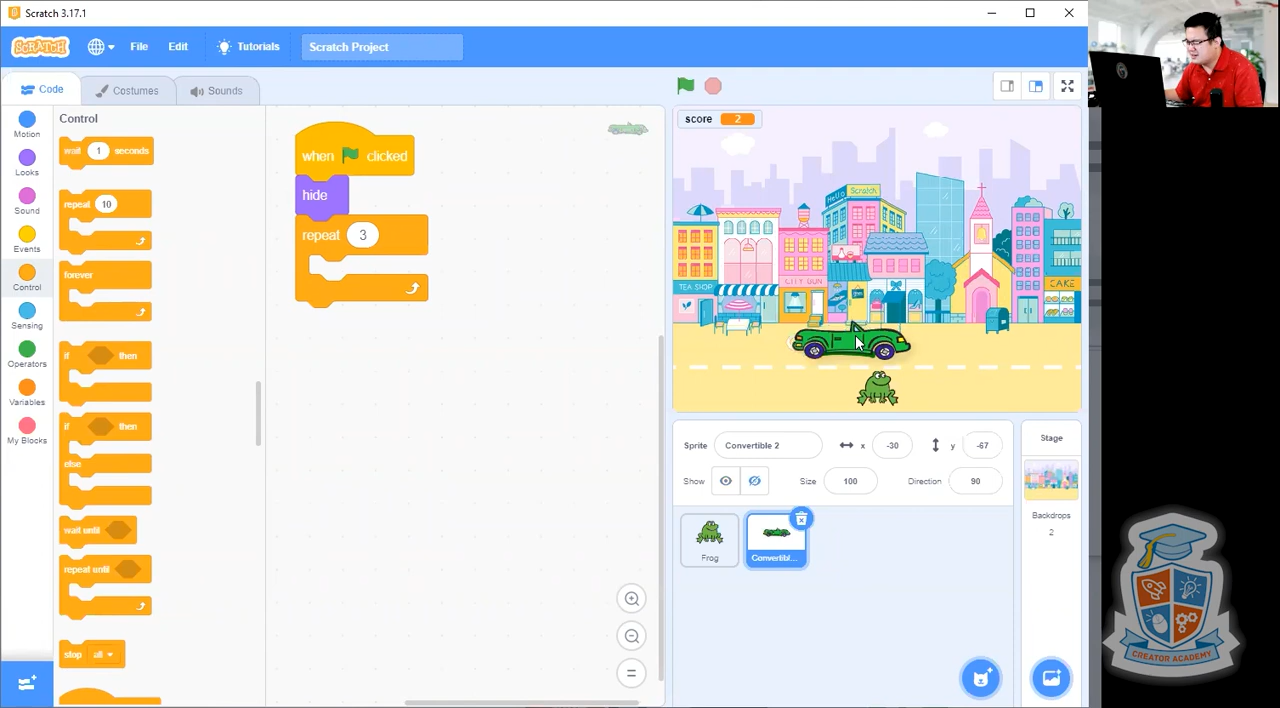 Scratch 3.17.1
SCRATCH File Edit Tutorials Scratch Project
Code Costumes Sounds
Motion
Looks
Sound
Events
Control
Sensing
Operators
Variables
My Blocks
Control
wait 1 seconds
repeat 10
forever
if then
if then
else
wait until
repeat until
stop all
when clicked
hide
repeat 3
score 2
Hello Scratch
CITY GUN
TEA SHOP
CAKE
Sprite Convertible 2 x -30 y -67
Show Size 100 Direction 90
Frog
Convertibl...
Stage
Backdrops
2
CREATOR ACADEMY